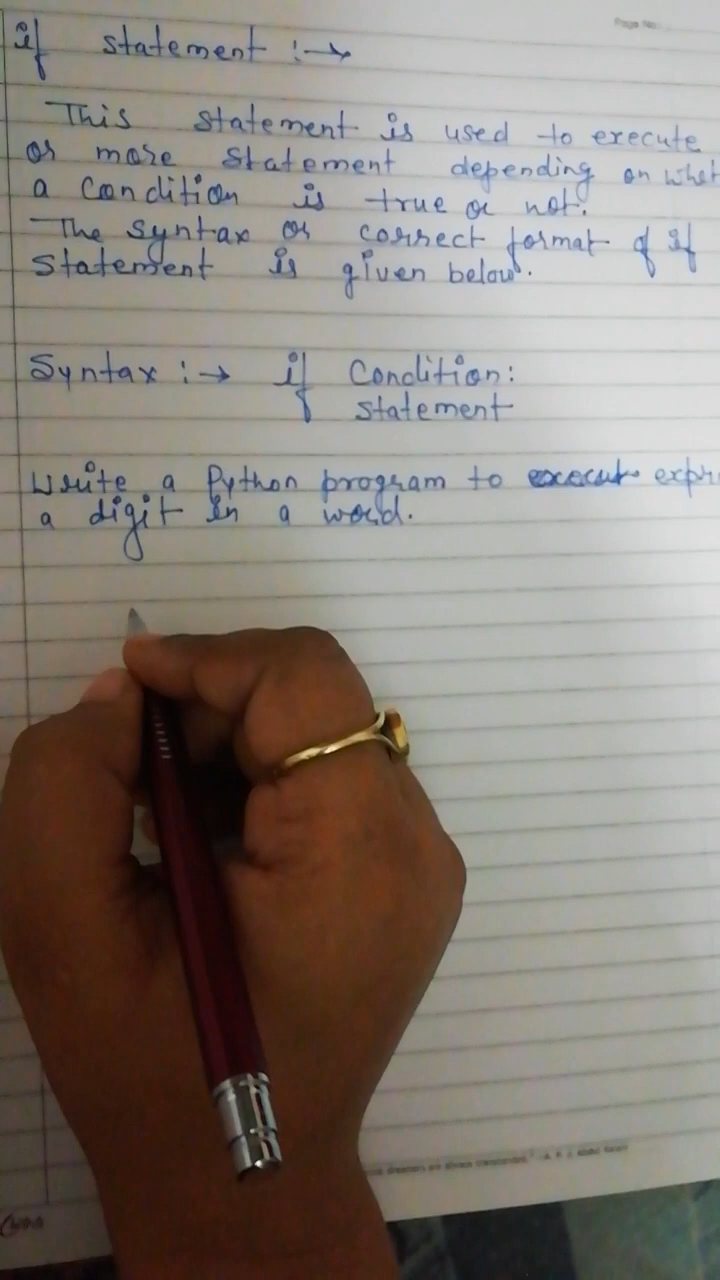 Page No:
if statement :→
This statement is used to execute
or more statement depending on whet
a condition is true or not.
The syntax or correct format of if
statement is given below.
Syntax :→ if Condition:
statement
Write a Python program to expr
a digit in a word.